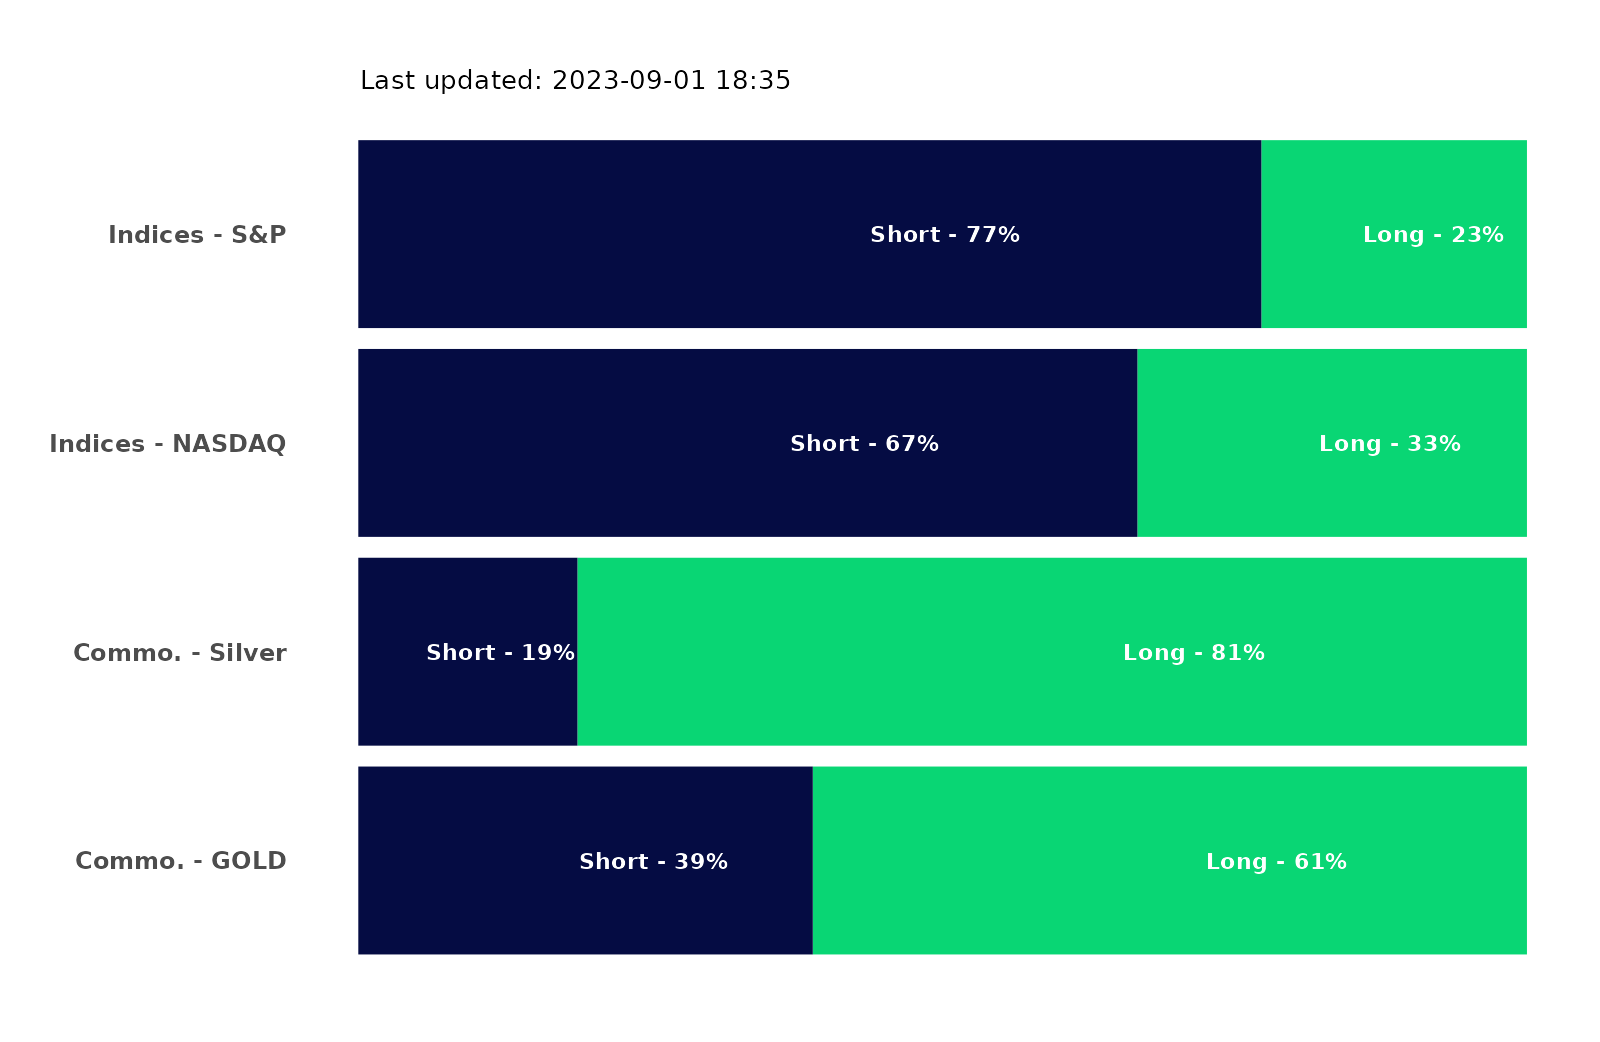 Last updated: 2023-09-01 18:35
Indices - S&P Short - 77% Long - 23%
Indices - NASDAQ Short - 67% Long - 33%
Commo. - Silver Short - 19% Long - 81%
Commo. - GOLD Short - 39% Long - 61%